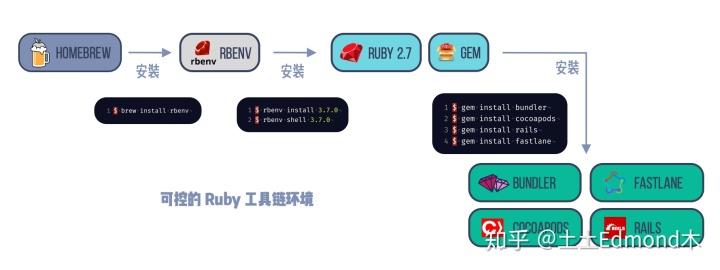 HOMEBREW
安装
rbenv
RBENV
安装
RUBY 2.7
GEM
安装
1 $ brew install rbenv
1 $ rbenv install 3.7.0
2 $ rbenv shell 3.7.0
1 $ gem install bundler
2 $ gem install cocoapods
3 $ gem install rails
4 $ gem install fastlane
可控的 Ruby 工具链环境
BUNDLER
FASTLANE
COCOAPODS
RAILS
RAILS
知乎 @土土Edmond木